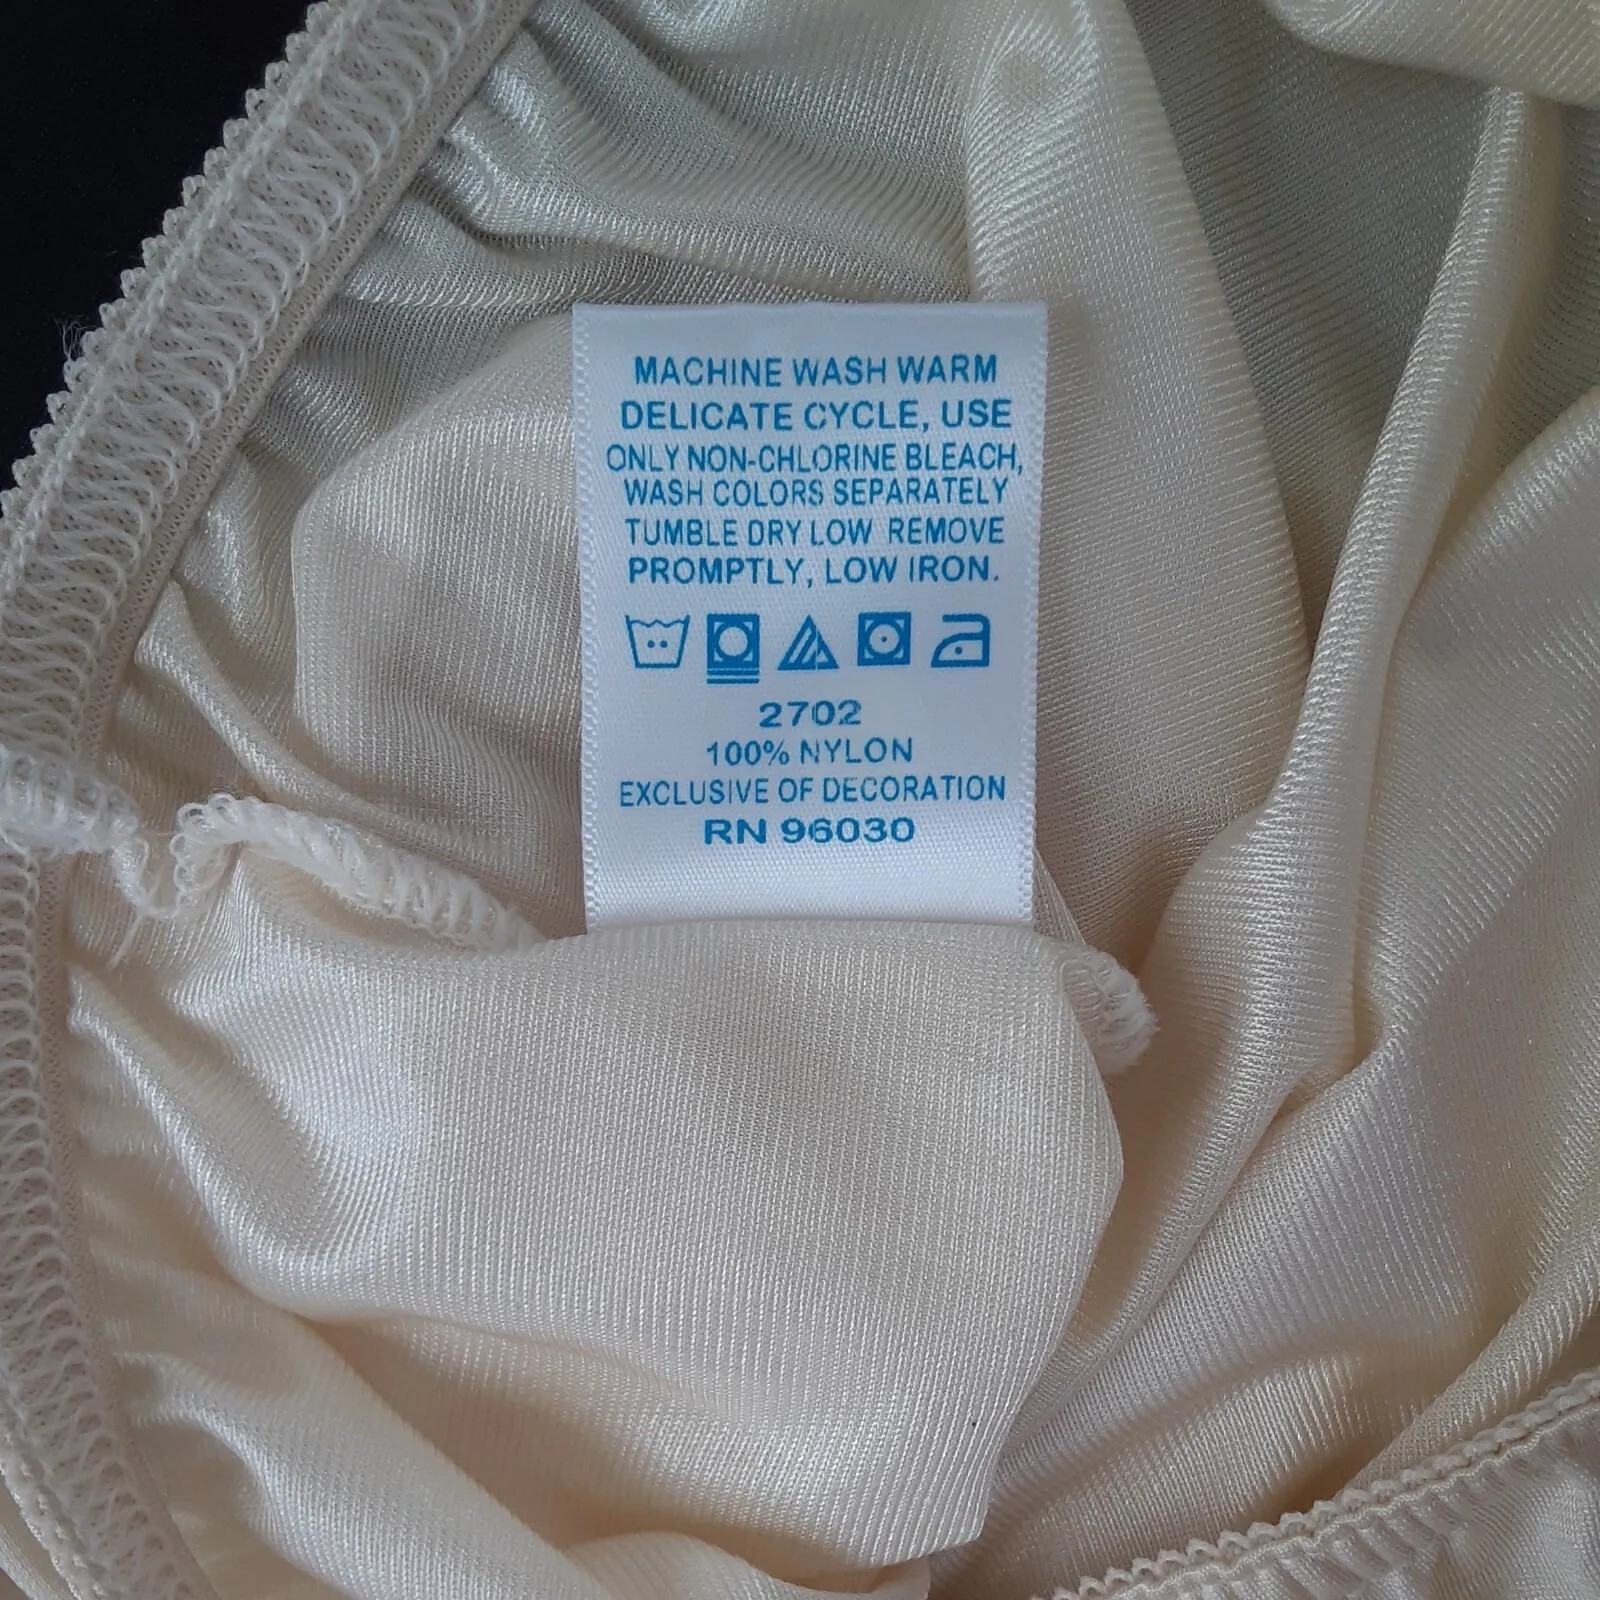 MACHINE WASH WARM
DELICATE CYCLE, USE
ONLY NON-CHLORINE BLEACH,
WASH COLORS SEPARATELY
TUMBLE DRY LOW REMOVE
PROMPTLY, LOW IRON.
2702
100% NYLON
EXCLUSIVE OF DECORATION
RN 96030